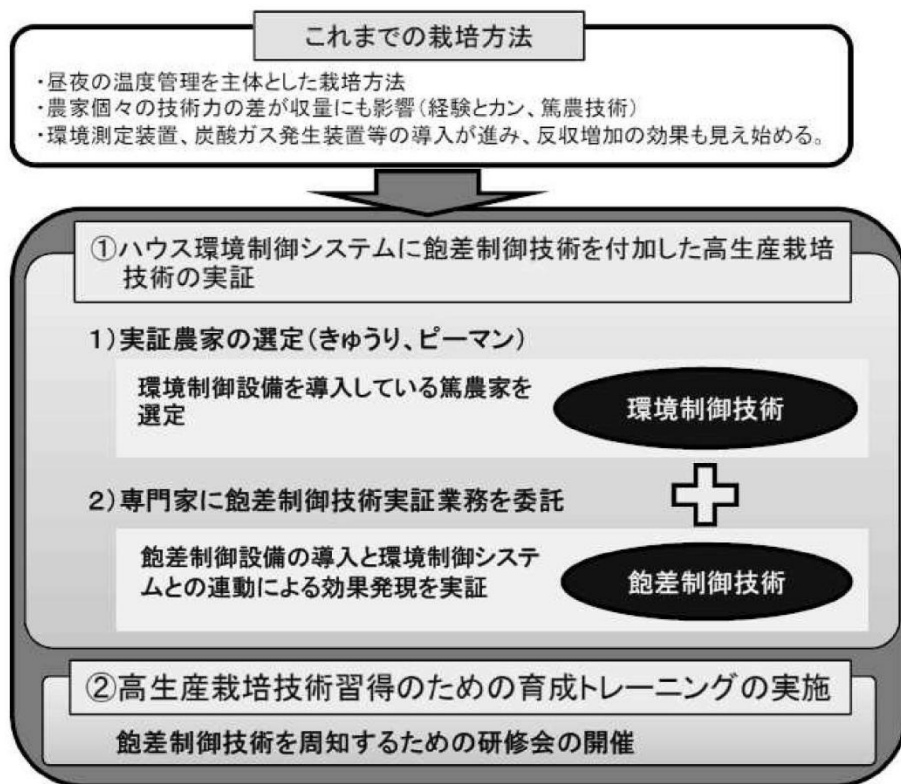 これまでの栽培方法
・昼夜の温度管理を主体とした栽培方法
・農家個々の技術力の差が収量にも影響(経験とカン、篤農技術)
・環境測定装置、炭酸ガス発生装置等の導入が進み、反収増加の効果も見え始める。
①ハウス環境制御システムに飽差制御技術を付加した高生産栽培
技術の実証
1)実証農家の選定(きゅうり、ピーマン)
環境制御設備を導入している篤農家を
選定
環境制御技術
2)専門家に飽差制御技術実証業務を委託
飽差制御設備の導入と環境制御システ
ムとの連動による効果発現を実証
飽差制御技術
②高生産栽培技術習得のための育成トレーニングの実施
飽差制御技術を周知するための研修会の開催